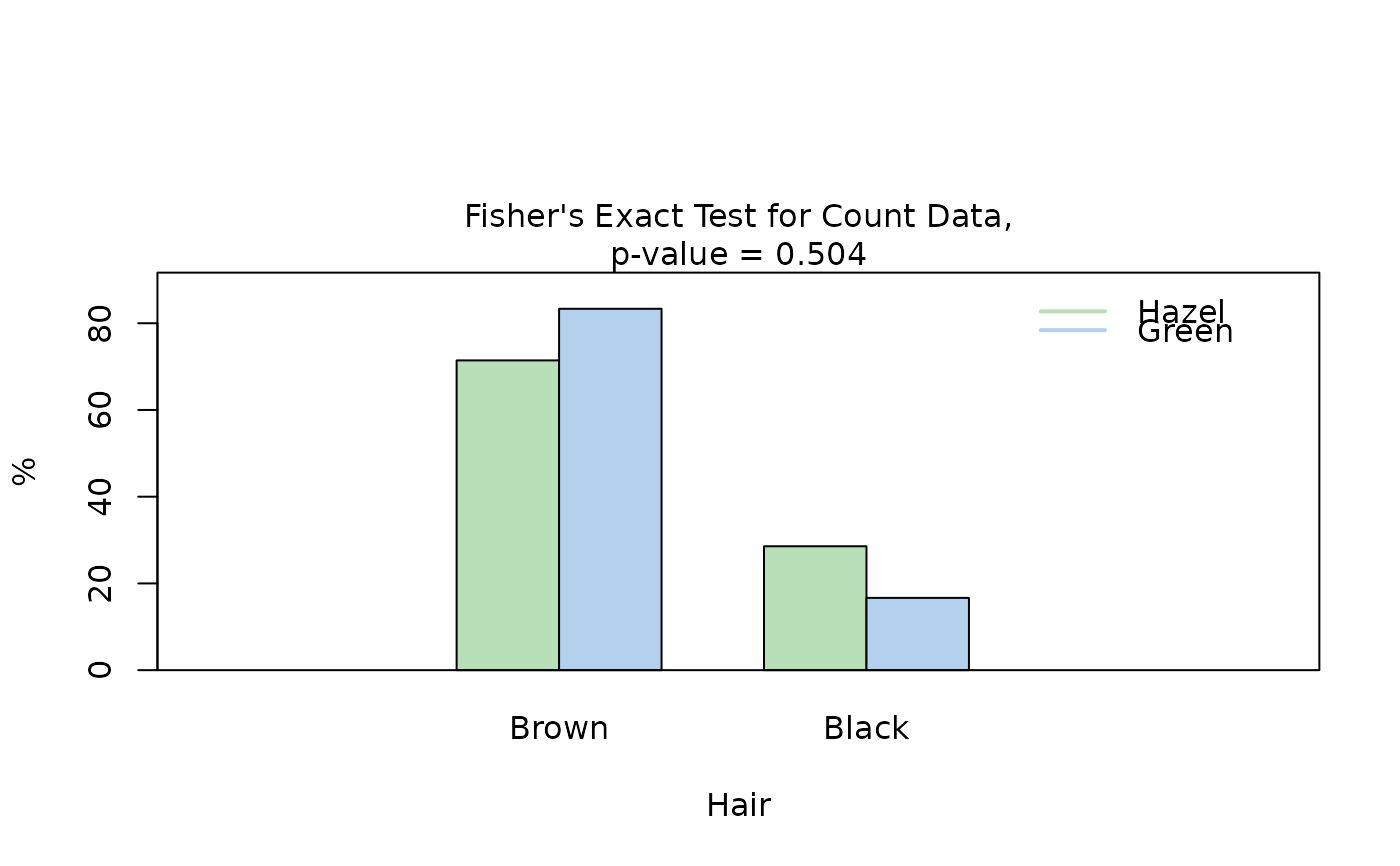 Fisher's Exact Test for Count Data,
p-value = 0.504
Hazel
Green
80
60
40
20
0
%
Brown
Black
Hair